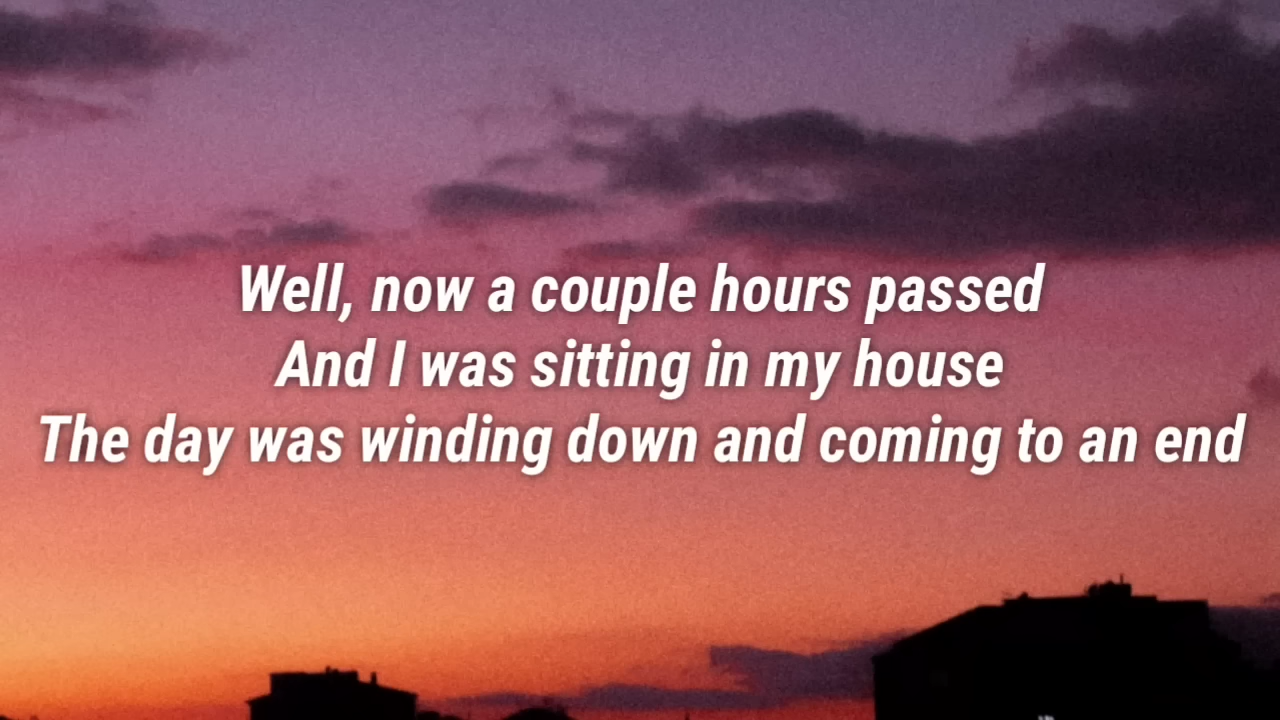 Well, now a couple hours passed
And I was sitting in my house
The day was winding down and coming to an end